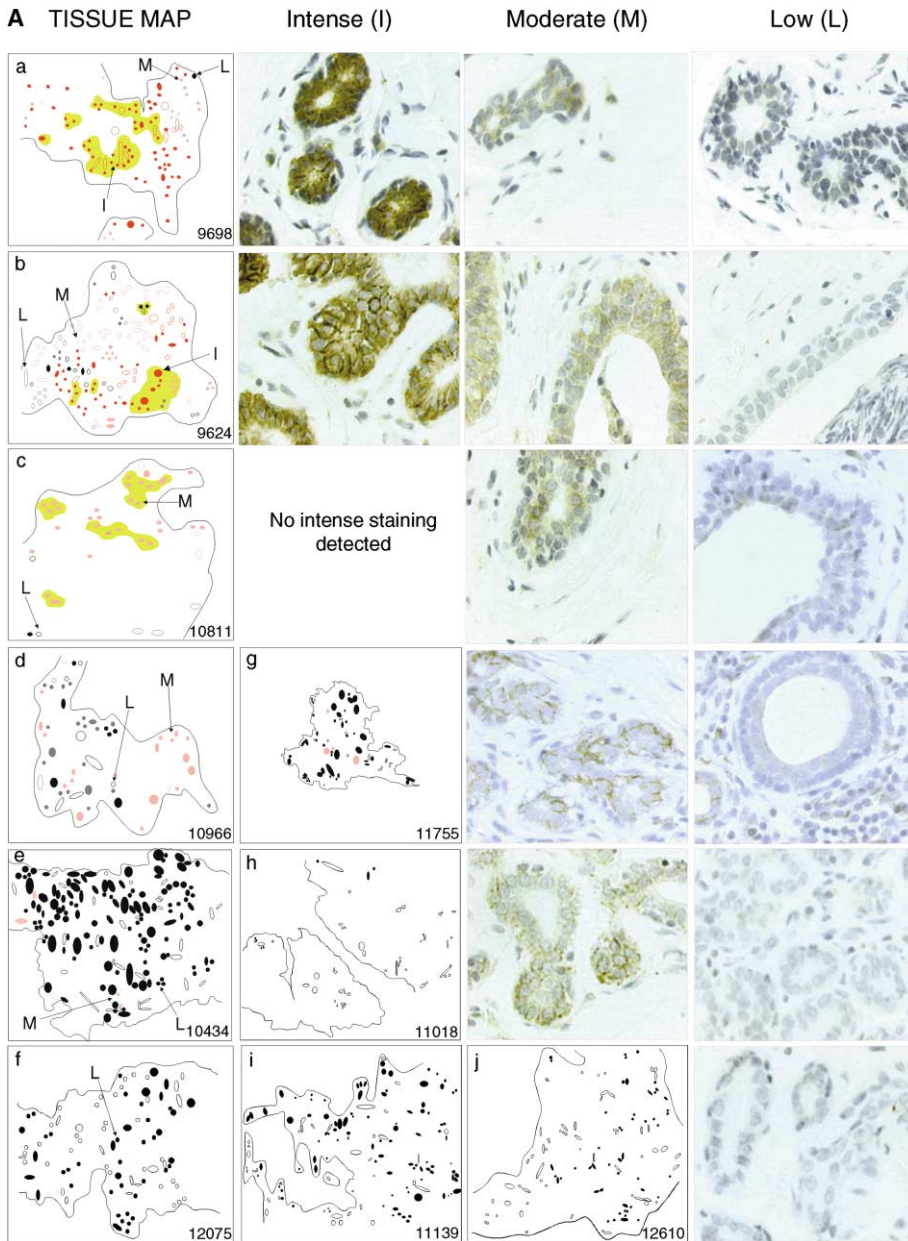 A TISSUE MAP Intense (I) Moderate (M) Low (L)
a
M
L
I
9698
b
L
M
I
9624
c
M
L
10811
No intense staining
detected
d
M
L
10966
g
11755
e
M
L
10434
h
11018
f
L
12075
i
11139
j
12610